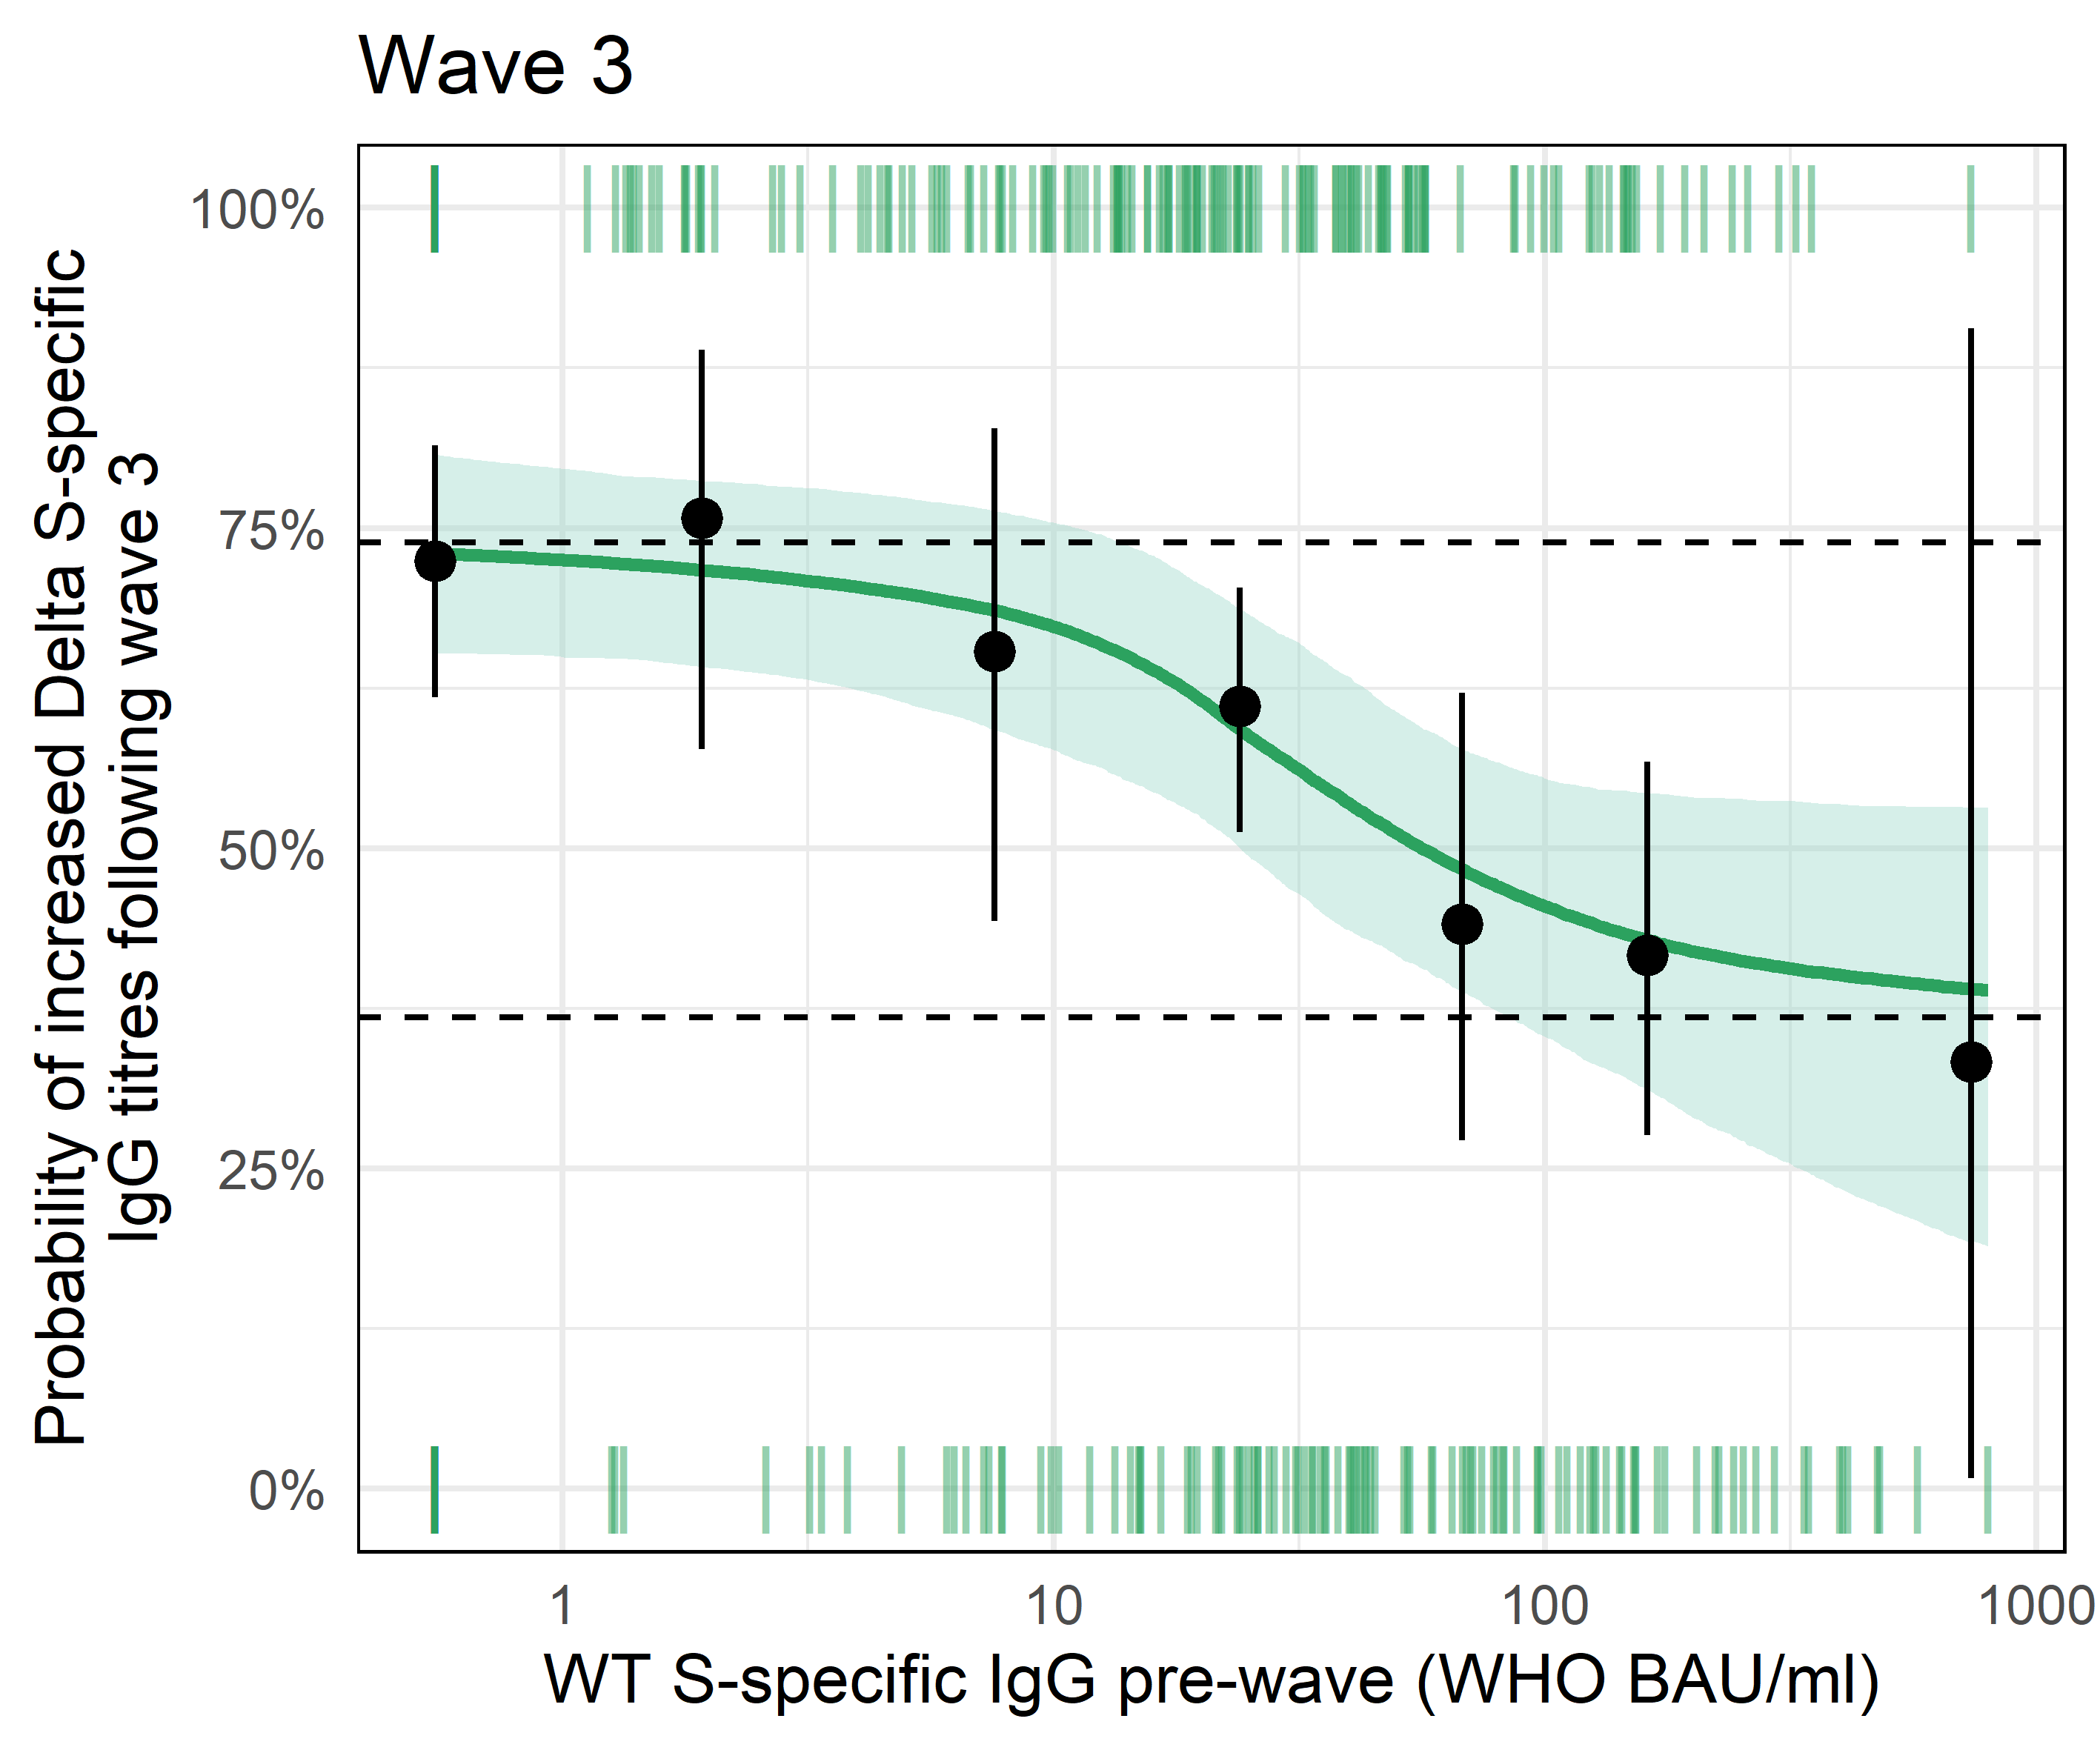 Wave 3
Probability of increased Delta S-specific
IgG titres following wave 3
100%
75%
50%
25%
0%
1
10
100
1000
WT S-specific IgG pre-wave (WHO BAU/ml)